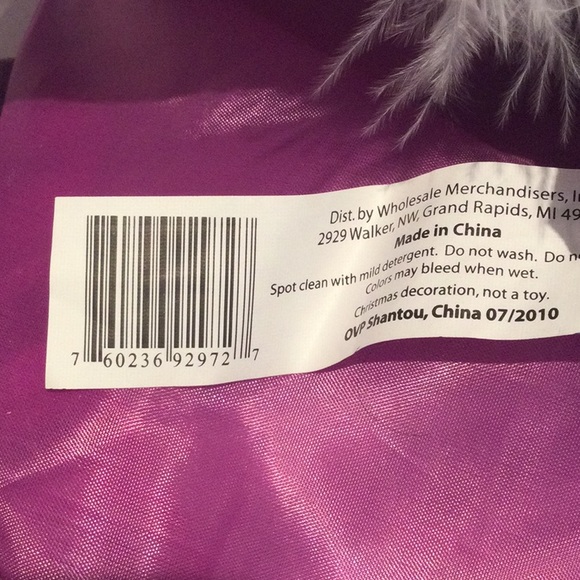 Dist. by Wholesale Merchandisers,
2929 Walker, NW, Grand Rapids, MI 49
Made in China
Spot clean with mild detergent. Do not wash. Do
Colors may bleed when wet.
Christmas decoration, not a toy.
OVP Shantou, China 07/2010
7 60236 92972 7